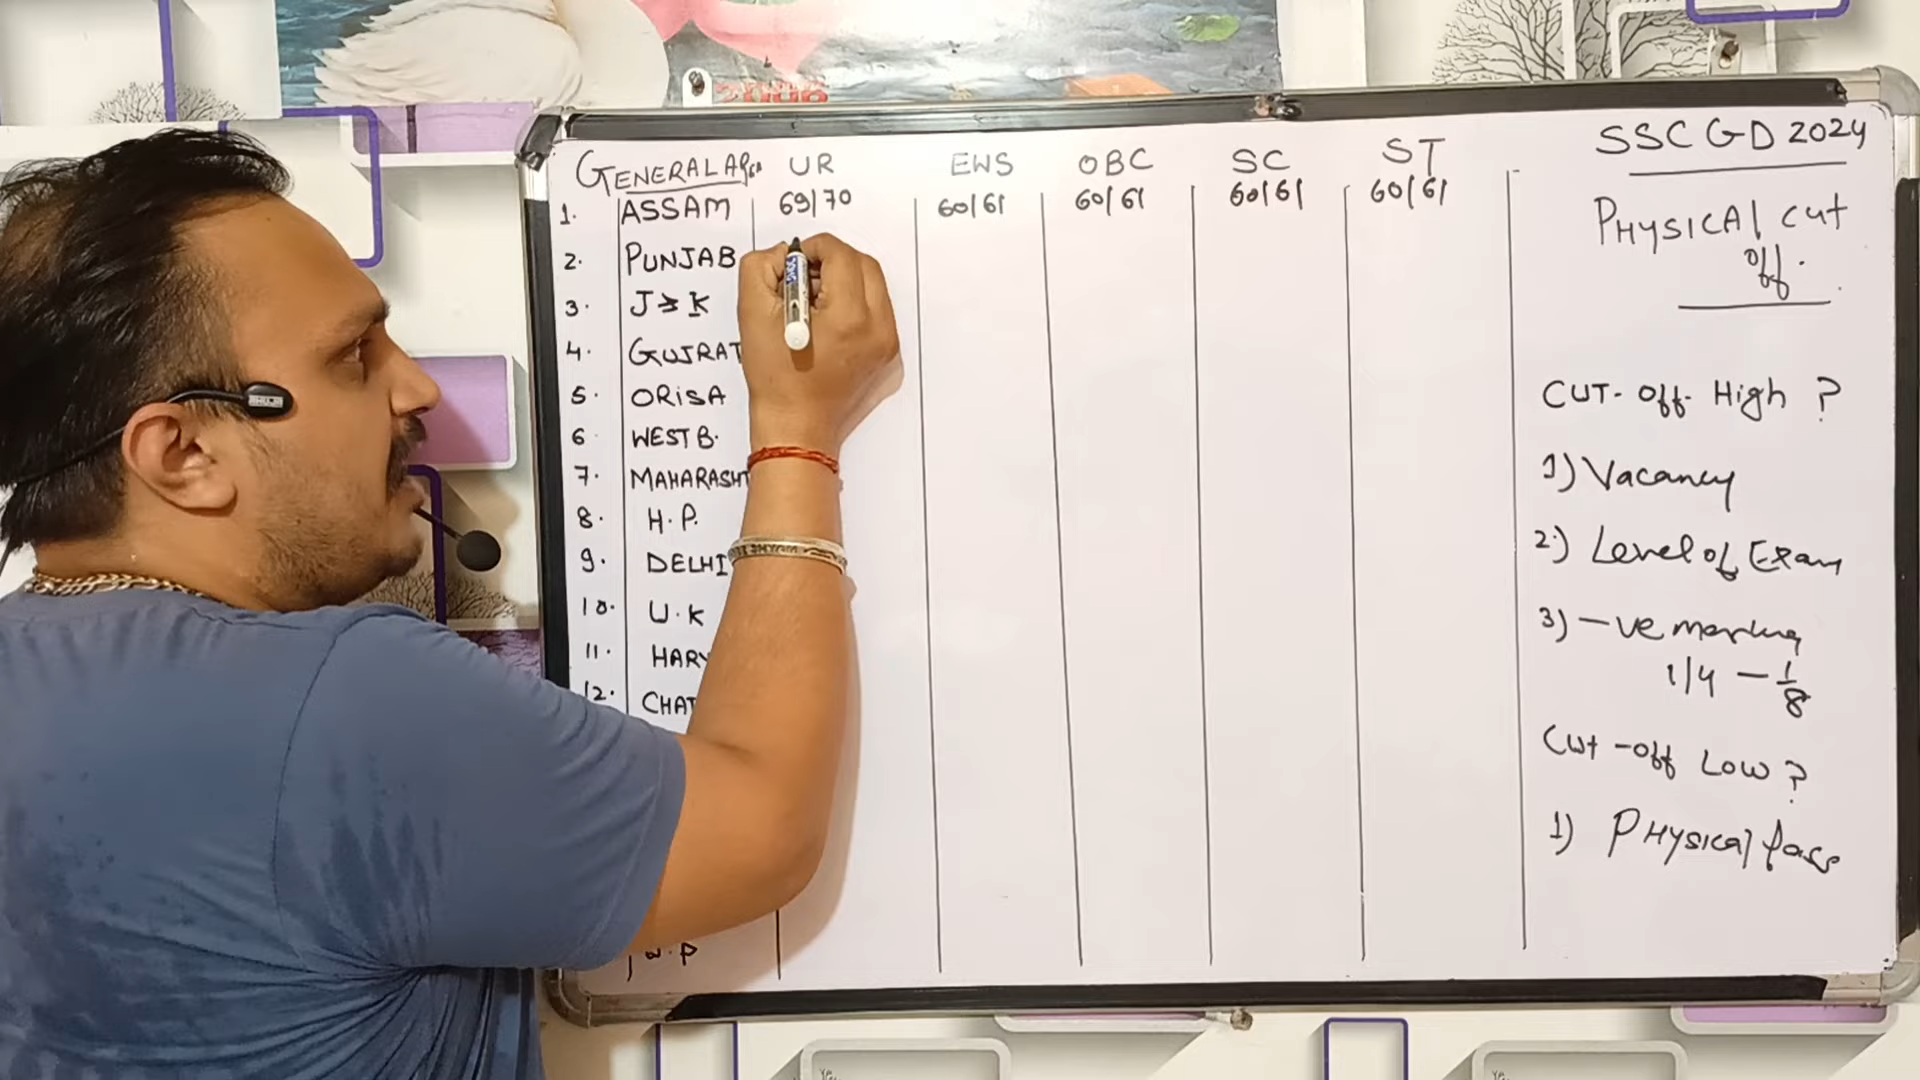 GENERAL Area UR EWS OBC SC ST
1. ASSAM 69/70 60/61 60/61 60/61 60/61
2. PUNJAB
3. J & K
4. GUJRAT
5. ORiSA
6 WEST B.
7. MAHARASHT
8. H.P.
9. DELHI
10. U.K
11. HARY
12. CHAT
U.P
SSC GD 2024
PHYSICAL cut
off.
CUT-Off- High ?
1) Vacancy
2) Level of Exam
3) -ve marking
1/4 - 1/8
Cut-off Low ?
1) PHysical